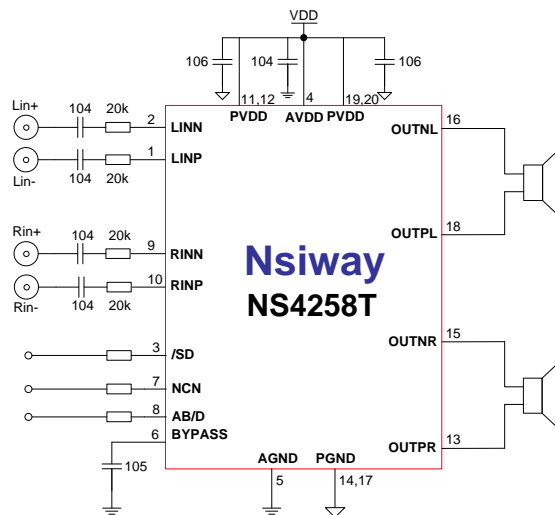 VDD
106 104 106
11,12 4 19,20
PVDD AVDD PVDD
Lin+ 104 20k 2 LINN
Lin- 104 20k 1 LINP
OUTNL 16
OUTPL 18
Rin+ 104 20k 9 RINN
Rin- 104 20k 10 RINP
Nsiway
NS4258T
OUTNR 15
3 /SD
7 NCN
8 AB/D
6 BYPASS
OUTPR 13
105
AGND PGND
5 14,17